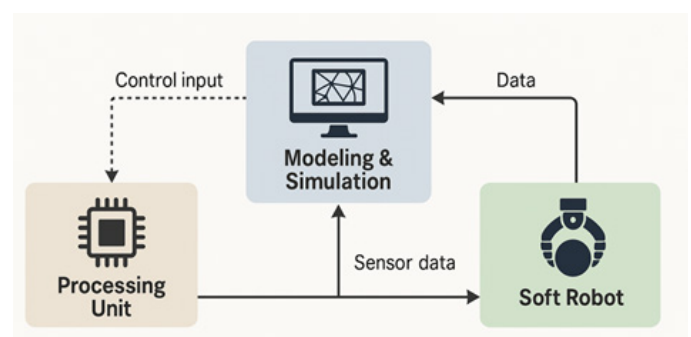 Control input
Data
Modeling &
Simulation
Sensor data
Processing
Unit
Soft Robot